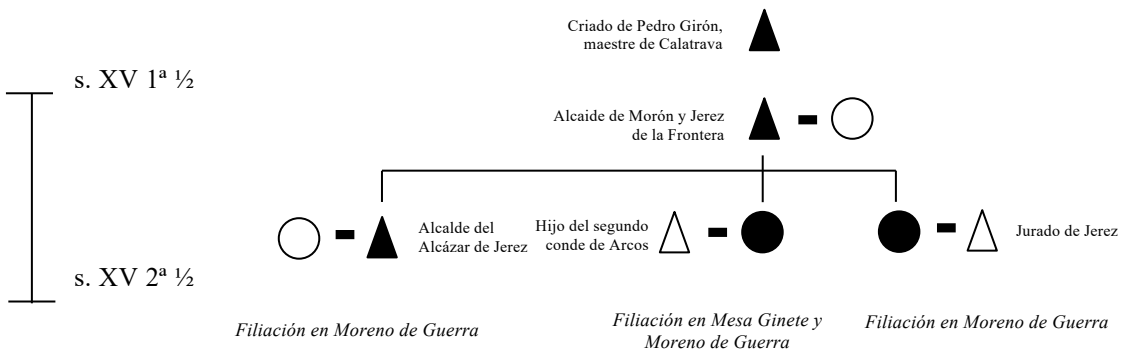 Criado de Pedro Girón,
maestre de Calatrava
s. XV 1ª ½
Alcaide de Morón y Jerez
de la Frontera
Alcalde del
Alcázar de Jerez
Hijo del segundo
conde de Arcos
Jurado de Jerez
s. XV 2ª ½
Filiación en Moreno de Guerra
Filiación en Mesa Ginete y
Moreno de Guerra
Filiación en Moreno de Guerra